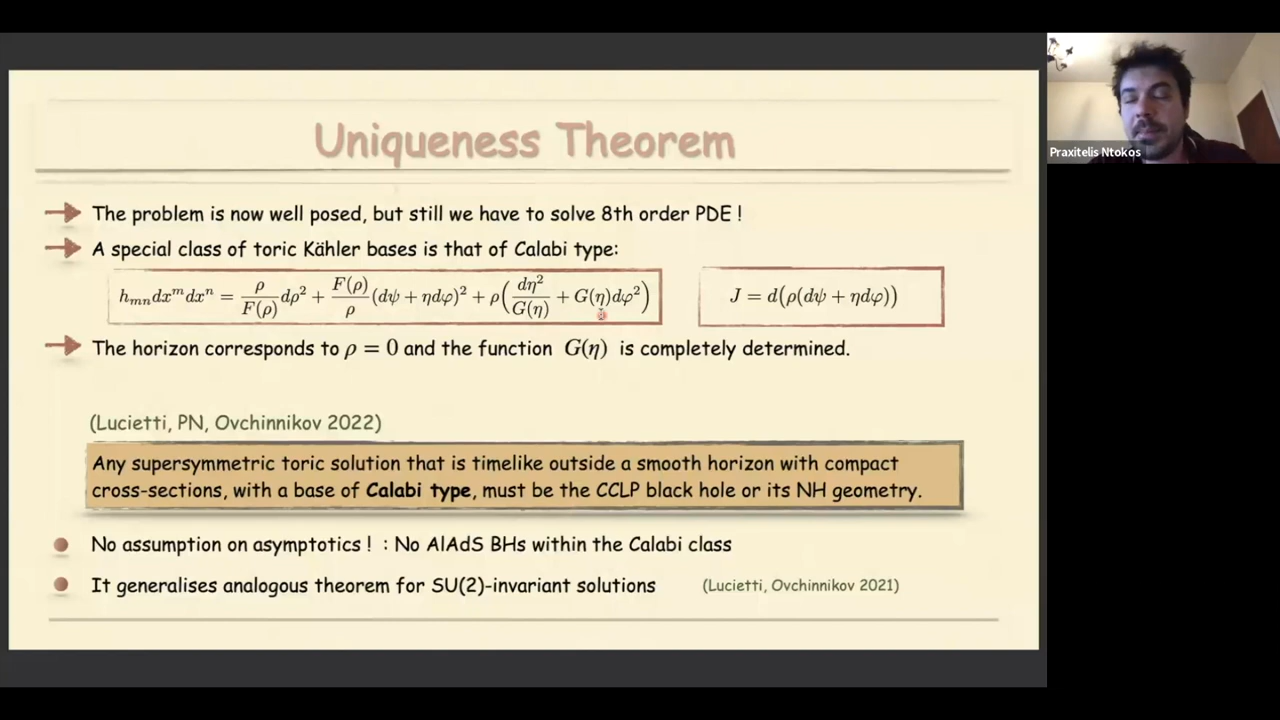 Uniqueness Theorem
Praxitelis Ntokos
The problem is now well posed, but still we have to solve 8th order PDE !
A special class of toric Kähler bases is that of Calabi type:
$h_{mn}dx^m dx^n = \frac{\rho}{F(\rho)}d\rho^2 + \frac{F(\rho)}{\rho}(d\psi + \eta d\varphi)^2 + \rho\left(\frac{d\eta^2}{G(\eta)} + G(\eta)d\varphi^2\right)$
$J = d(\rho(d\psi + \eta d\varphi))$
The horizon corresponds to $\rho = 0$ and the function $G(\eta)$ is completely determined.
(Lucietti, PN, Ovchinnikov 2022)
Any supersymmetric toric solution that is timelike outside a smooth horizon with compact
cross-sections, with a base of Calabi type, must be the CCLP black hole or its NH geometry.
No assumption on asymptotics ! : No AlAdS BHs within the Calabi class
It generalises analogous theorem for SU(2)-invariant solutions (Lucietti, Ovchinnikov 2021)